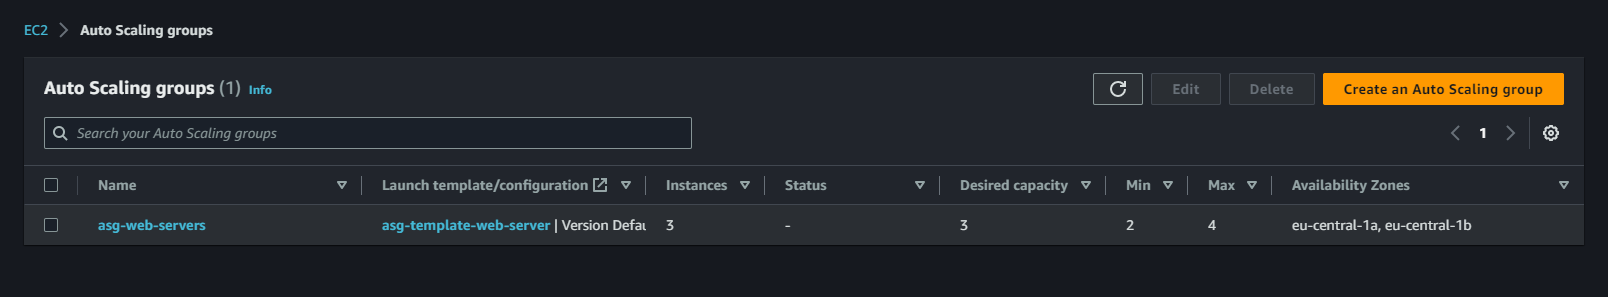 EC2 > Auto Scaling groups
Auto Scaling groups (1) Info Edit Delete Create an Auto Scaling group
Search your Auto Scaling groups 1
Name Launch template/configuration Instances Status Desired capacity Min Max Availability Zones
asg-web-servers asg-template-web-server | Version Defau 3 - 3 2 4 eu-central-1a, eu-central-1b